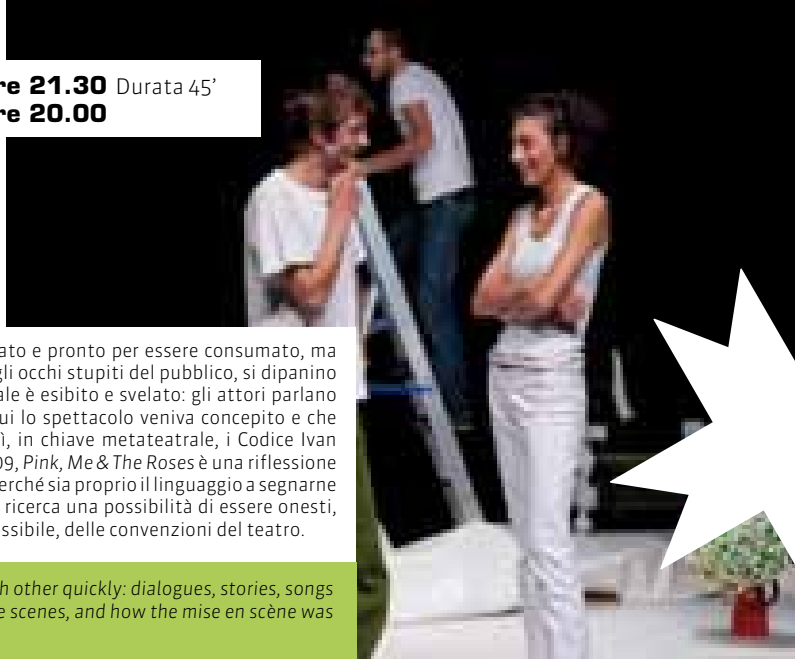 re 21.30 Durata 45’
re 20.00
ato e pronto per essere consumato, ma
gli occhi stupiti del pubblico, si dipanino
ale è esibito e svelato: gli attori parlano
ui lo spettacolo veniva concepito e che
ì, in chiave metateatrale, i Codice Ivan
09, Pink, Me & The Roses è una riflessione
erché sia proprio il linguaggio a segnarne
ricerca una possibilità di essere onesti,
ssibile, delle convenzioni del teatro.
h other quickly: dialogues, stories, songs
e scenes, and how the mise en scène was